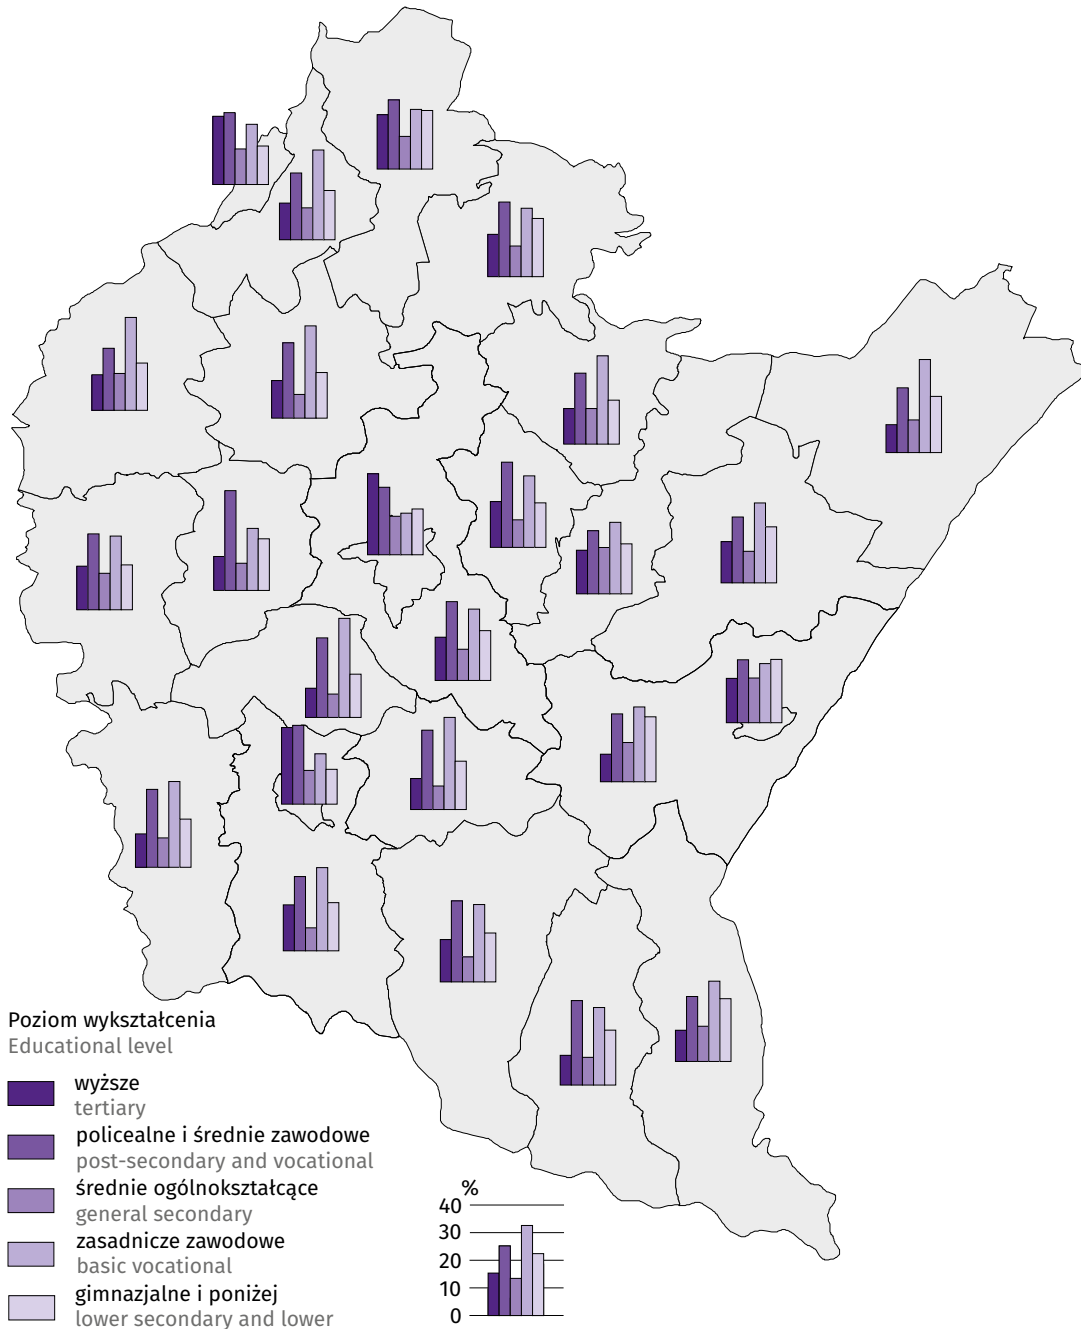 Poziom wykształcenia
Educational level
wyższe
tertiary
policealne i średnie zawodowe
post-secondary and vocational
średnie ogólnokształcące
general secondary
zasadnicze zawodowe
basic vocational
gimnazjalne i poniżej
lower secondary and lower
%
40
30
20
10
0